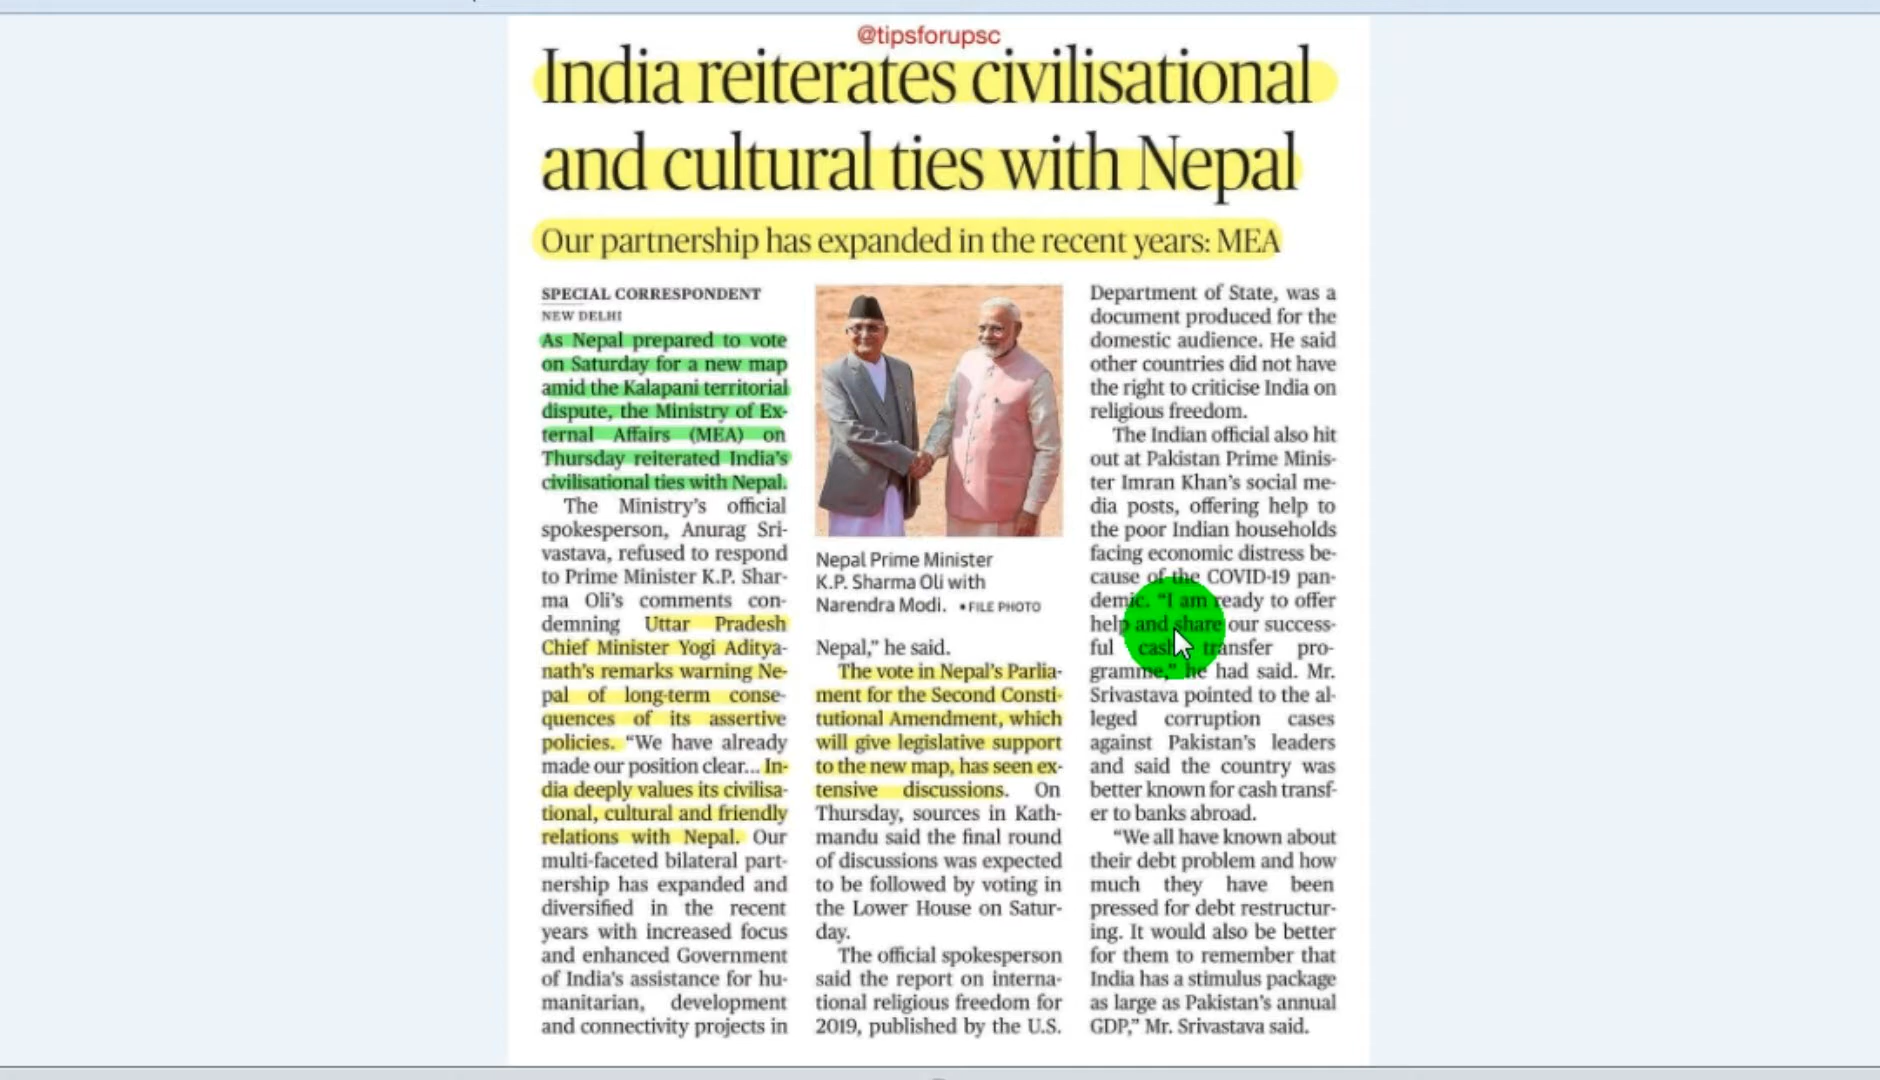 @tipsforupsc
India reiterates civilisational
and cultural ties with Nepal
Our partnership has expanded in the recent years: MEA
SPECIAL CORRESPONDENT
NEW DELHI
As Nepal prepared to vote
on Saturday for a new map
amid the Kalapani territorial
dispute, the Ministry of Ex-
ternal Affairs (MEA) on
Thursday reiterated India's
civilisational ties with Nepal.
The Ministry's official
spokesperson, Anurag Sri-
vastava, refused to respond
to Prime Minister K.P. Shar-
ma Oli's comments con-
demning Uttar Pradesh
Chief Minister Yogi Aditya-
nath's remarks warning Ne-
pal of long-term conse-
quences of its assertive
policies. "We have already
made our position clear... In-
dia deeply values its civilisa-
tional, cultural and friendly
relations with Nepal. Our
multi-faceted bilateral part-
nership has expanded and
diversified in the recent
years with increased focus
and enhanced Government
of India's assistance for hu-
manitarian, development
and connectivity projects in
Nepal Prime Minister
K.P. Sharma Oli with
Narendra Modi. • FILE PHOTO
Nepal," he said.
The vote in Nepal's Parlia-
ment for the Second Consti-
tutional Amendment, which
will give legislative support
to the new map, has seen ex-
tensive discussions. On
Thursday, sources in Kath-
mandu said the final round
of discussions was expected
to be followed by voting in
the Lower House on Satur-
day.
The official spokesperson
said the report on interna-
tional religious freedom for
2019, published by the U.S.
Department of State, was a
document produced for the
domestic audience. He said
other countries did not have
the right to criticise India on
religious freedom.
The Indian official also hit
out at Pakistan Prime Minis-
ter Imran Khan's social me-
dia posts, offering help to
the poor Indian households
facing economic distress be-
cause of the COVID-19 pan-
demic. "I am ready to offer
help and share our success-
ful cash transfer pro-
gramme," he had said. Mr.
Srivastava pointed to the al-
leged corruption cases
against Pakistan's leaders
and said the country was
better known for cash transf-
er to banks abroad.
"We all have known about
their debt problem and how
much they have been
pressed for debt restructur-
ing. It would also be better
for them to remember that
India has a stimulus package
as large as Pakistan's annual
GDP," Mr. Srivastava said.